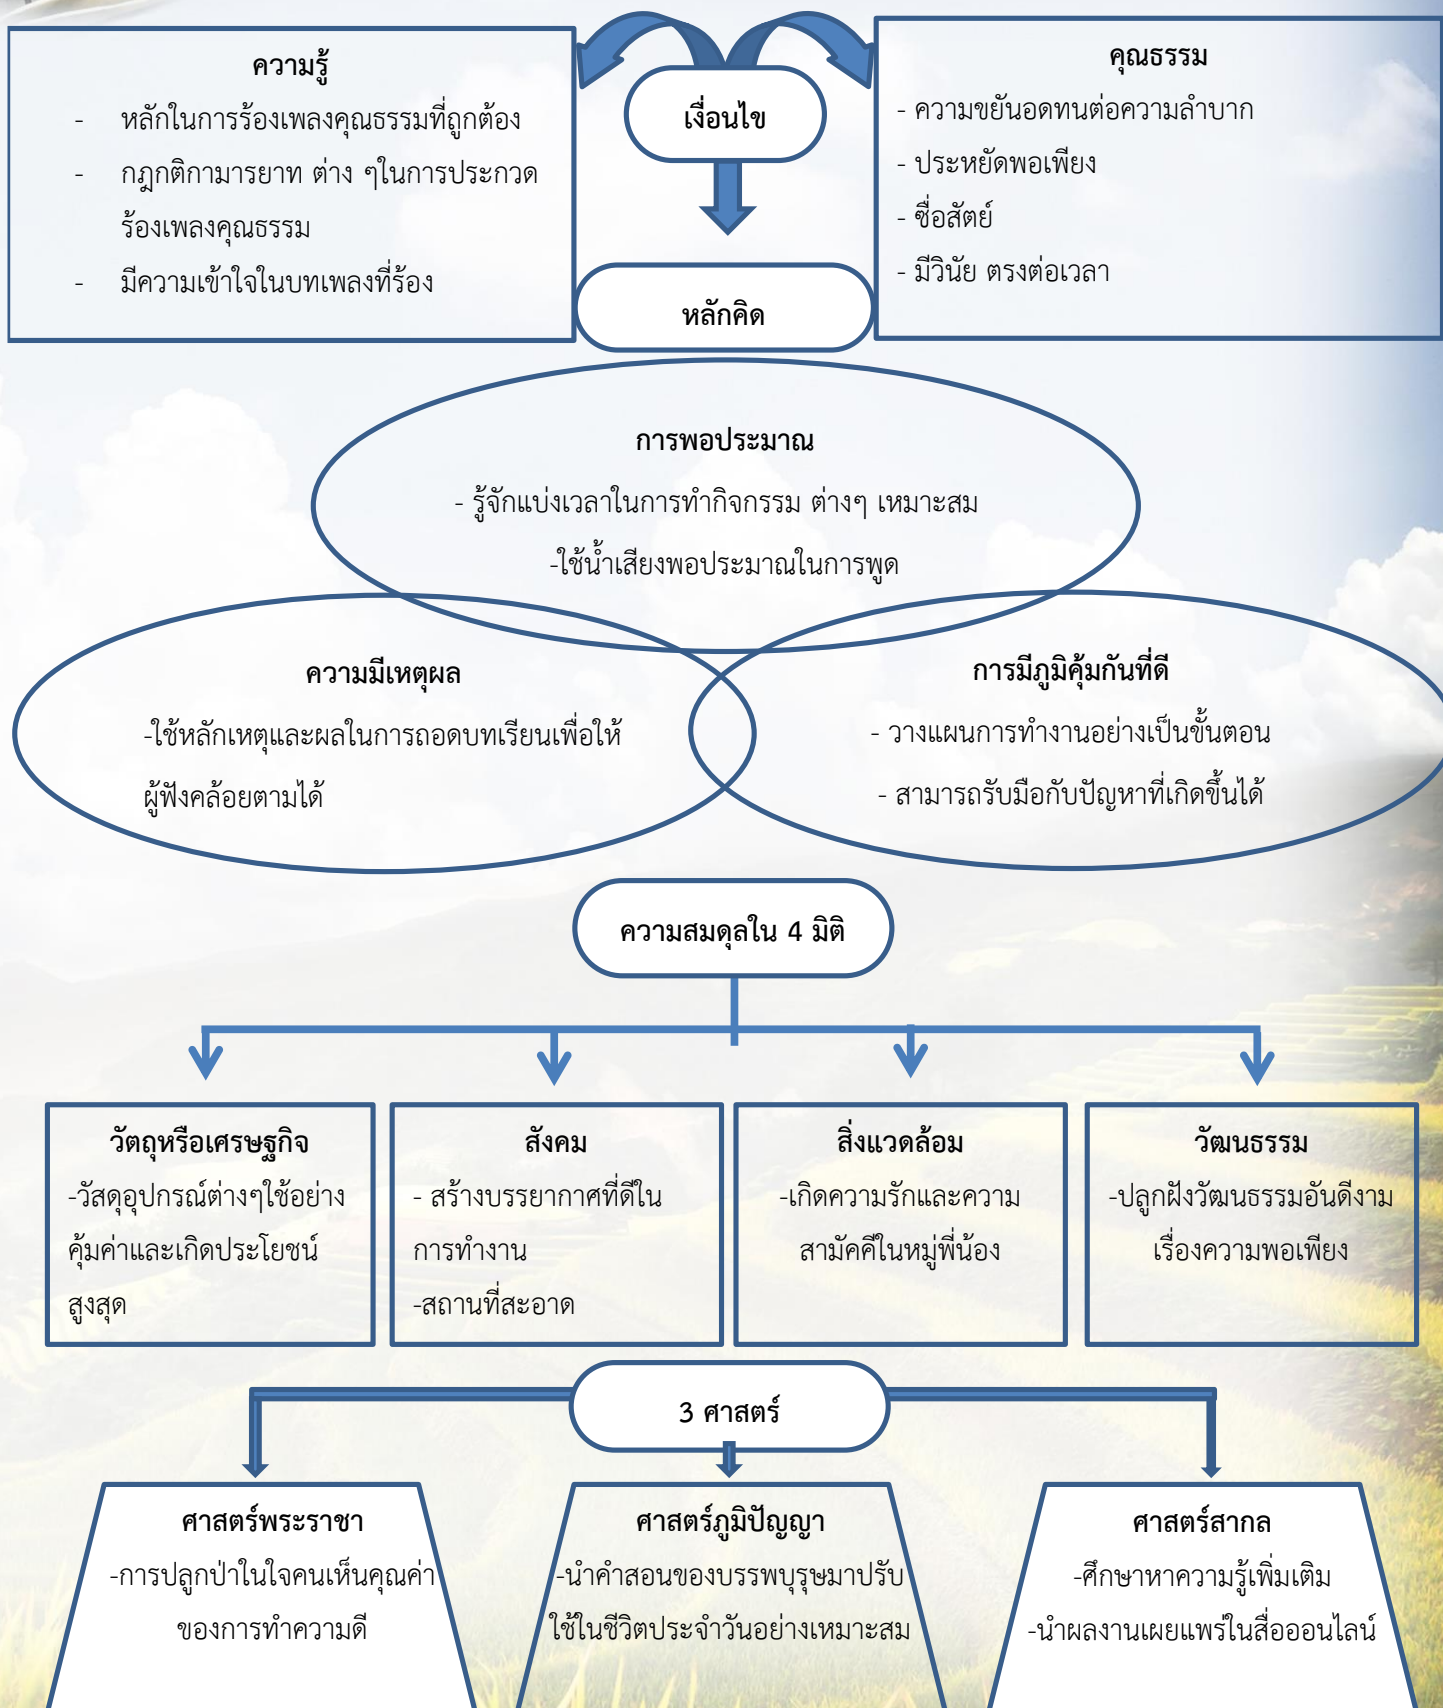 ความรู้
- หลักในการร้องเพลงคุณธรรมที่ถูกต้อง
- กฎกติกามารยาท ต่าง ๆในการประกวด
ร้องเพลงคุณธรรม
- มีความเข้าใจในบทเพลงที่ร้อง
เงื่อนไข
คุณธรรม
- ความขยันอดทนต่อความลำบาก
- ประหยัดพอเพียง
- ซื่อสัตย์
- มีวินัย ตรงต่อเวลา
หลักคิด
การพอประมาณ
- รู้จักแบ่งเวลาในการทำกิจกรรม ต่างๆ เหมาะสม
-ใช้น้ำเสียงพอประมาณในการพูด
ความมีเหตุผล
-ใช้หลักเหตุและผลในการถอดบทเรียนเพื่อให้
ผู้ฟังคล้อยตามได้
การมีภูมิคุ้มกันที่ดี
- วางแผนการทำงานอย่างเป็นขั้นตอน
- สามารถรับมือกับปัญหาที่เกิดขึ้นได้
ความสมดุลใน 4 มิติ
วัตถุหรือเศรษฐกิจ
-วัสดุอุปกรณ์ต่างๆใช้อย่าง
คุ้มค่าและเกิดประโยชน์
สูงสุด
สังคม
- สร้างบรรยากาศที่ดีใน
การทำงาน
-สถานที่สะอาด
สิ่งแวดล้อม
-เกิดความรักและความ
สามัคคีในหมู่พี่น้อง
วัฒนธรรม
-ปลูกฝังวัฒนธรรมอันดีงาม
เรื่องความพอเพียง
3 ศาสตร์
ศาสตร์พระราชา
-การปลูกป่าในใจคนเห็นคุณค่า
ของการทำความดี
ศาสตร์ภูมิปัญญา
-นำคำสอนของบรรพบุรุษมาปรับ
ใช้ในชีวิตประจำวันอย่างเหมาะสม
ศาสตร์สากล
-ศึกษาหาความรู้เพิ่มเติม
-นำผลงานเผยแพร่ในสื่อออนไลน์